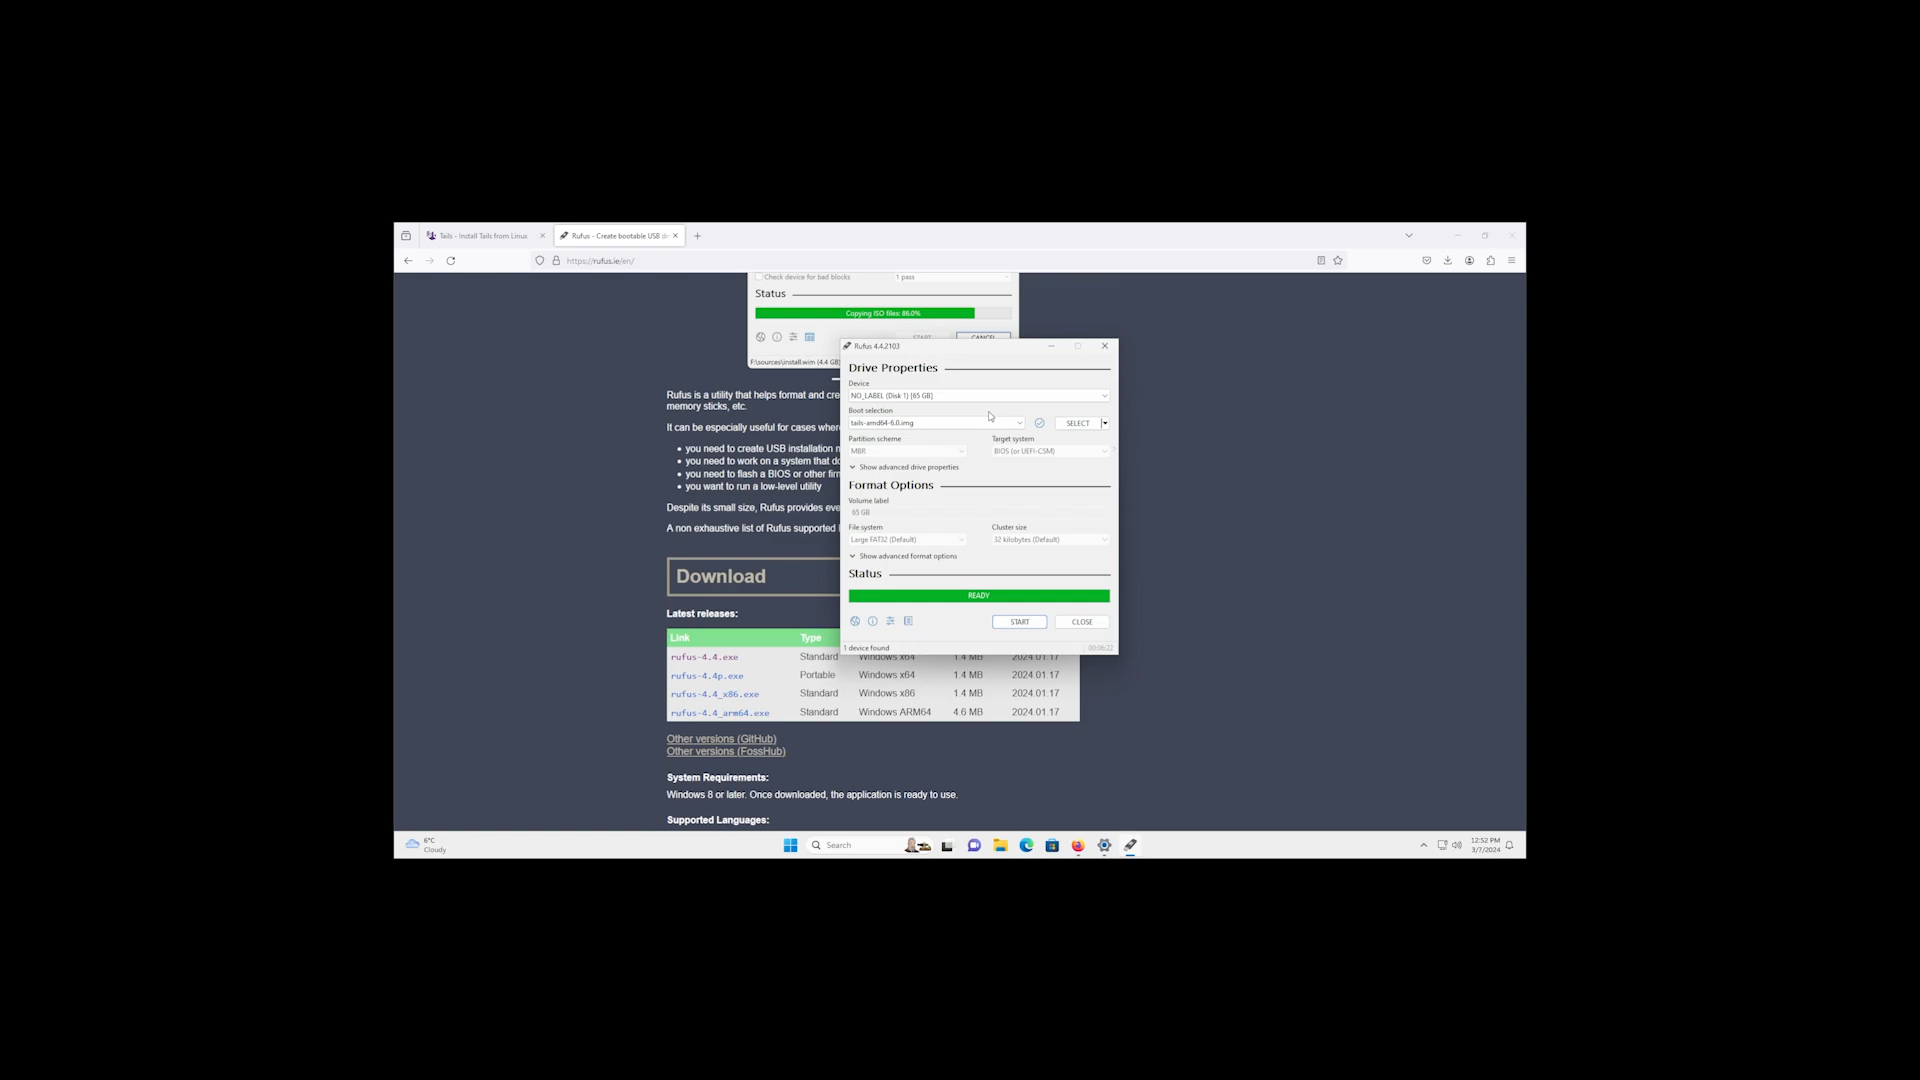 Tails - Install Tails from Linux
Rufus - Create bootable USB dr
https://rufus.ie/en/
Check device for bad blocks
1 pass
Status
Copying ISO files: 86.0%
START
CANCEL
F:\sources\install.wim (4.4 GB)
Rufus is a utility that helps format and cre
memory sticks, etc.
It can be especially useful for cases where
you need to create USB installation
you need to work on a system that do
you need to flash a BIOS or other firm
you want to run a low-level utility
Despite its small size, Rufus provides eve
A non exhaustive list of Rufus supported
Download
Latest releases:
Link Type
rufus-4.4.exe Standard Windows x64 1.4 MB 2024.01.17
rufus-4.4p.exe Portable Windows x64 1.4 MB 2024.01.17
rufus-4.4_x86.exe Standard Windows x86 1.4 MB 2024.01.17
rufus-4.4_arm64.exe Standard Windows ARM64 4.6 MB 2024.01.17
Other versions (GitHub)
Other versions (FossHub)
System Requirements:
Windows 8 or later. Once downloaded, the application is ready to use.
Supported Languages:
Rufus 4.4.2103
Drive Properties
Device
NO_LABEL (Disk 1) [65 GB]
Boot selection
tails-amd64-6.0.img
SELECT
Partition scheme
Target system
MBR
BIOS (or UEFI-CSM)
?
Show advanced drive properties
Format Options
Volume label
65 GB
File system
Cluster size
Large FAT32 (Default)
32 kilobytes (Default)
Show advanced format options
Status
READY
START
CLOSE
1 device found
00:06:22
6°C
Cloudy
Search
12:52 PM
3/7/2024